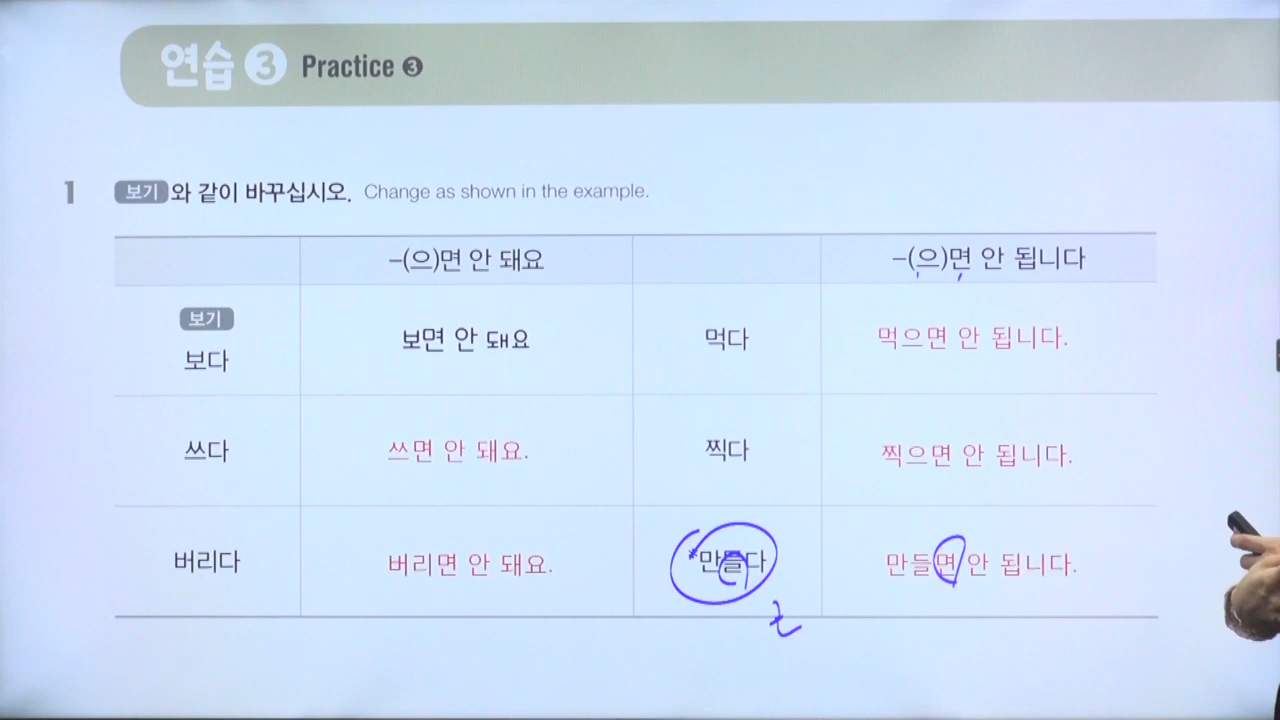 연습 3 Practice 3
1 보기 와 같이 바꾸십시오. Change as shown in the example.
-(으)면 안 돼요 -(으)면 안 됩니다
보기
보다 보면 안 돼요 먹다 먹으면 안 됩니다.
쓰다 쓰면 안 돼요. 찍다 찍으면 안 됩니다.
버리다 버리면 안 돼요. *만들다 만들면 안 됩니다.
ㄹ